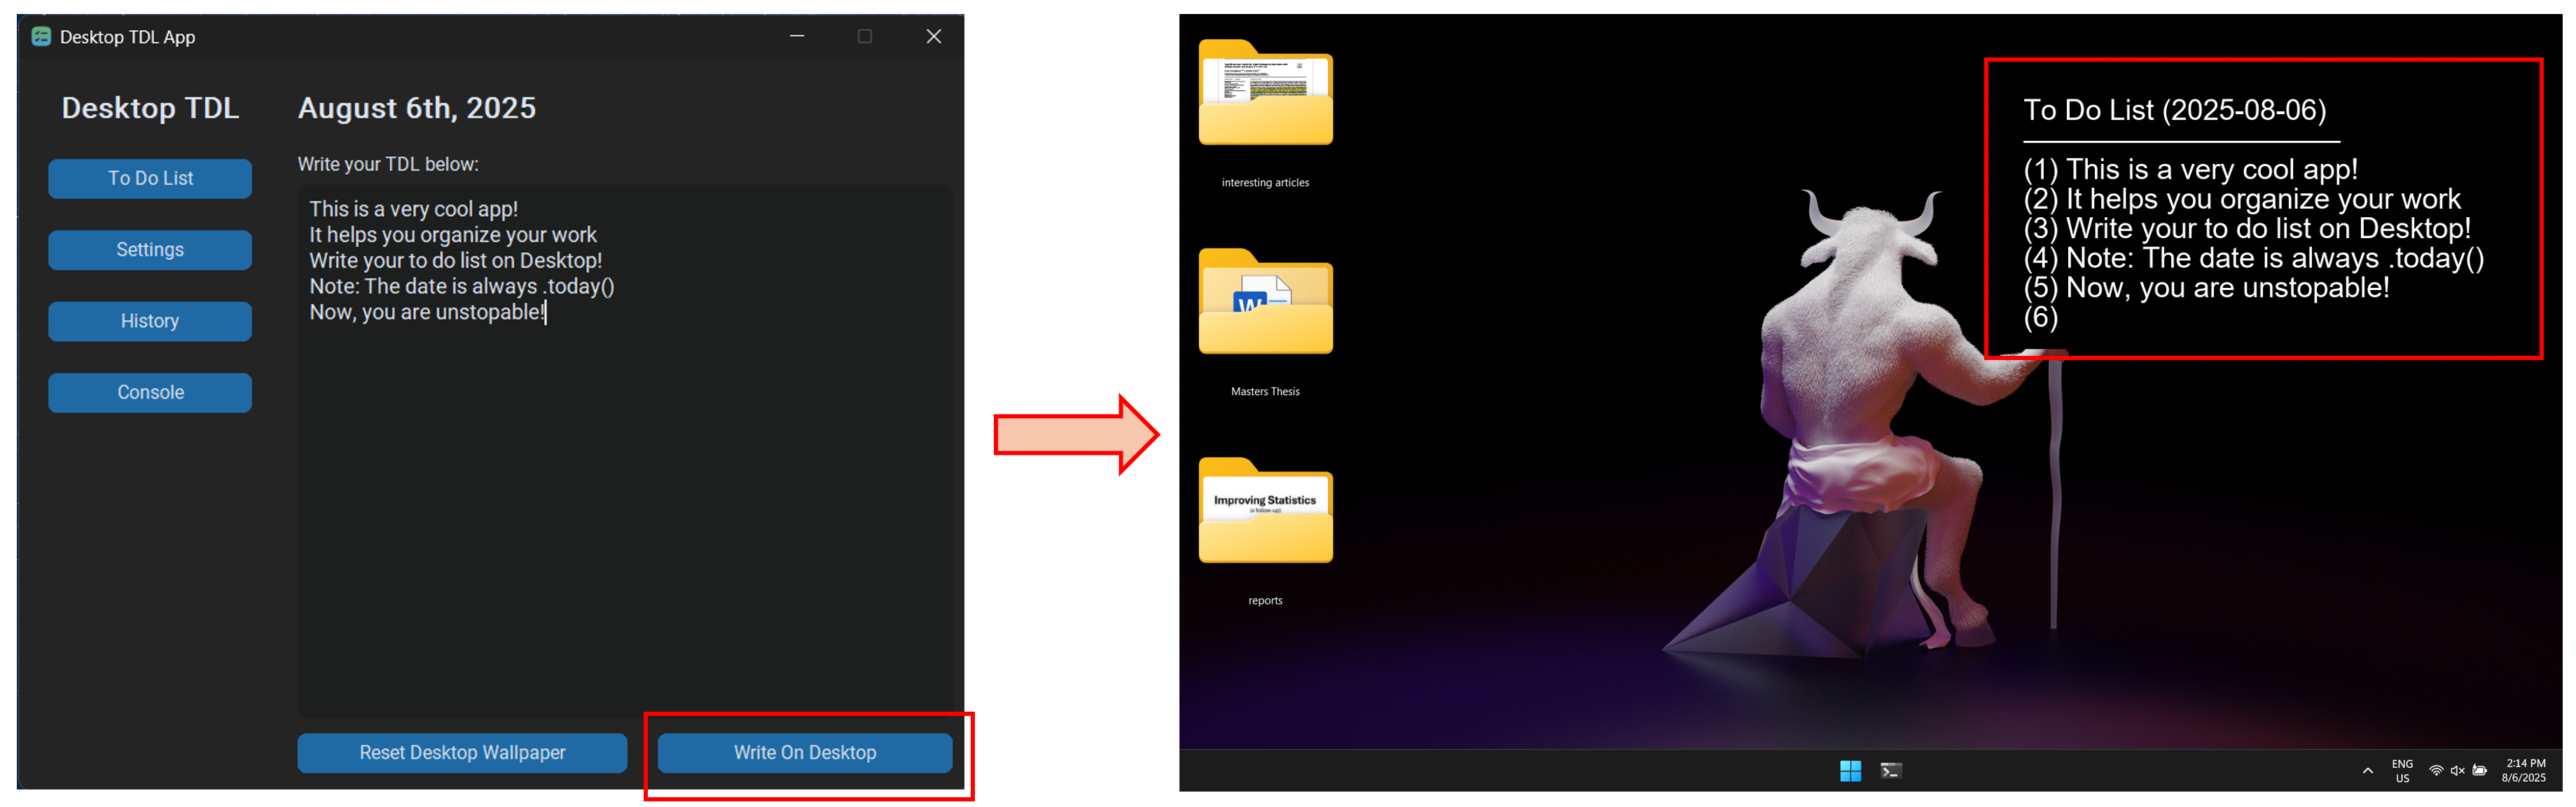 Desktop TDL App
Desktop TDL
To Do List
Settings
History
Console
August 6th, 2025
Write your TDL below:
This is a very cool app!
It helps you organize your work
Write your to do list on Desktop!
Note: The date is always .today()
Now, you are unstopable!
Reset Desktop Wallpaper
Write On Desktop
interesting articles
W
Masters Thesis
Improving Statistics
(a follow-up)
reports
To Do List (2025-08-06)
(1) This is a very cool app!
(2) It helps you organize your work
(3) Write your to do list on Desktop!
(4) Note: The date is always .today()
(5) Now, you are unstopable!
(6)
ENG
US
2:14 PM
8/6/2025